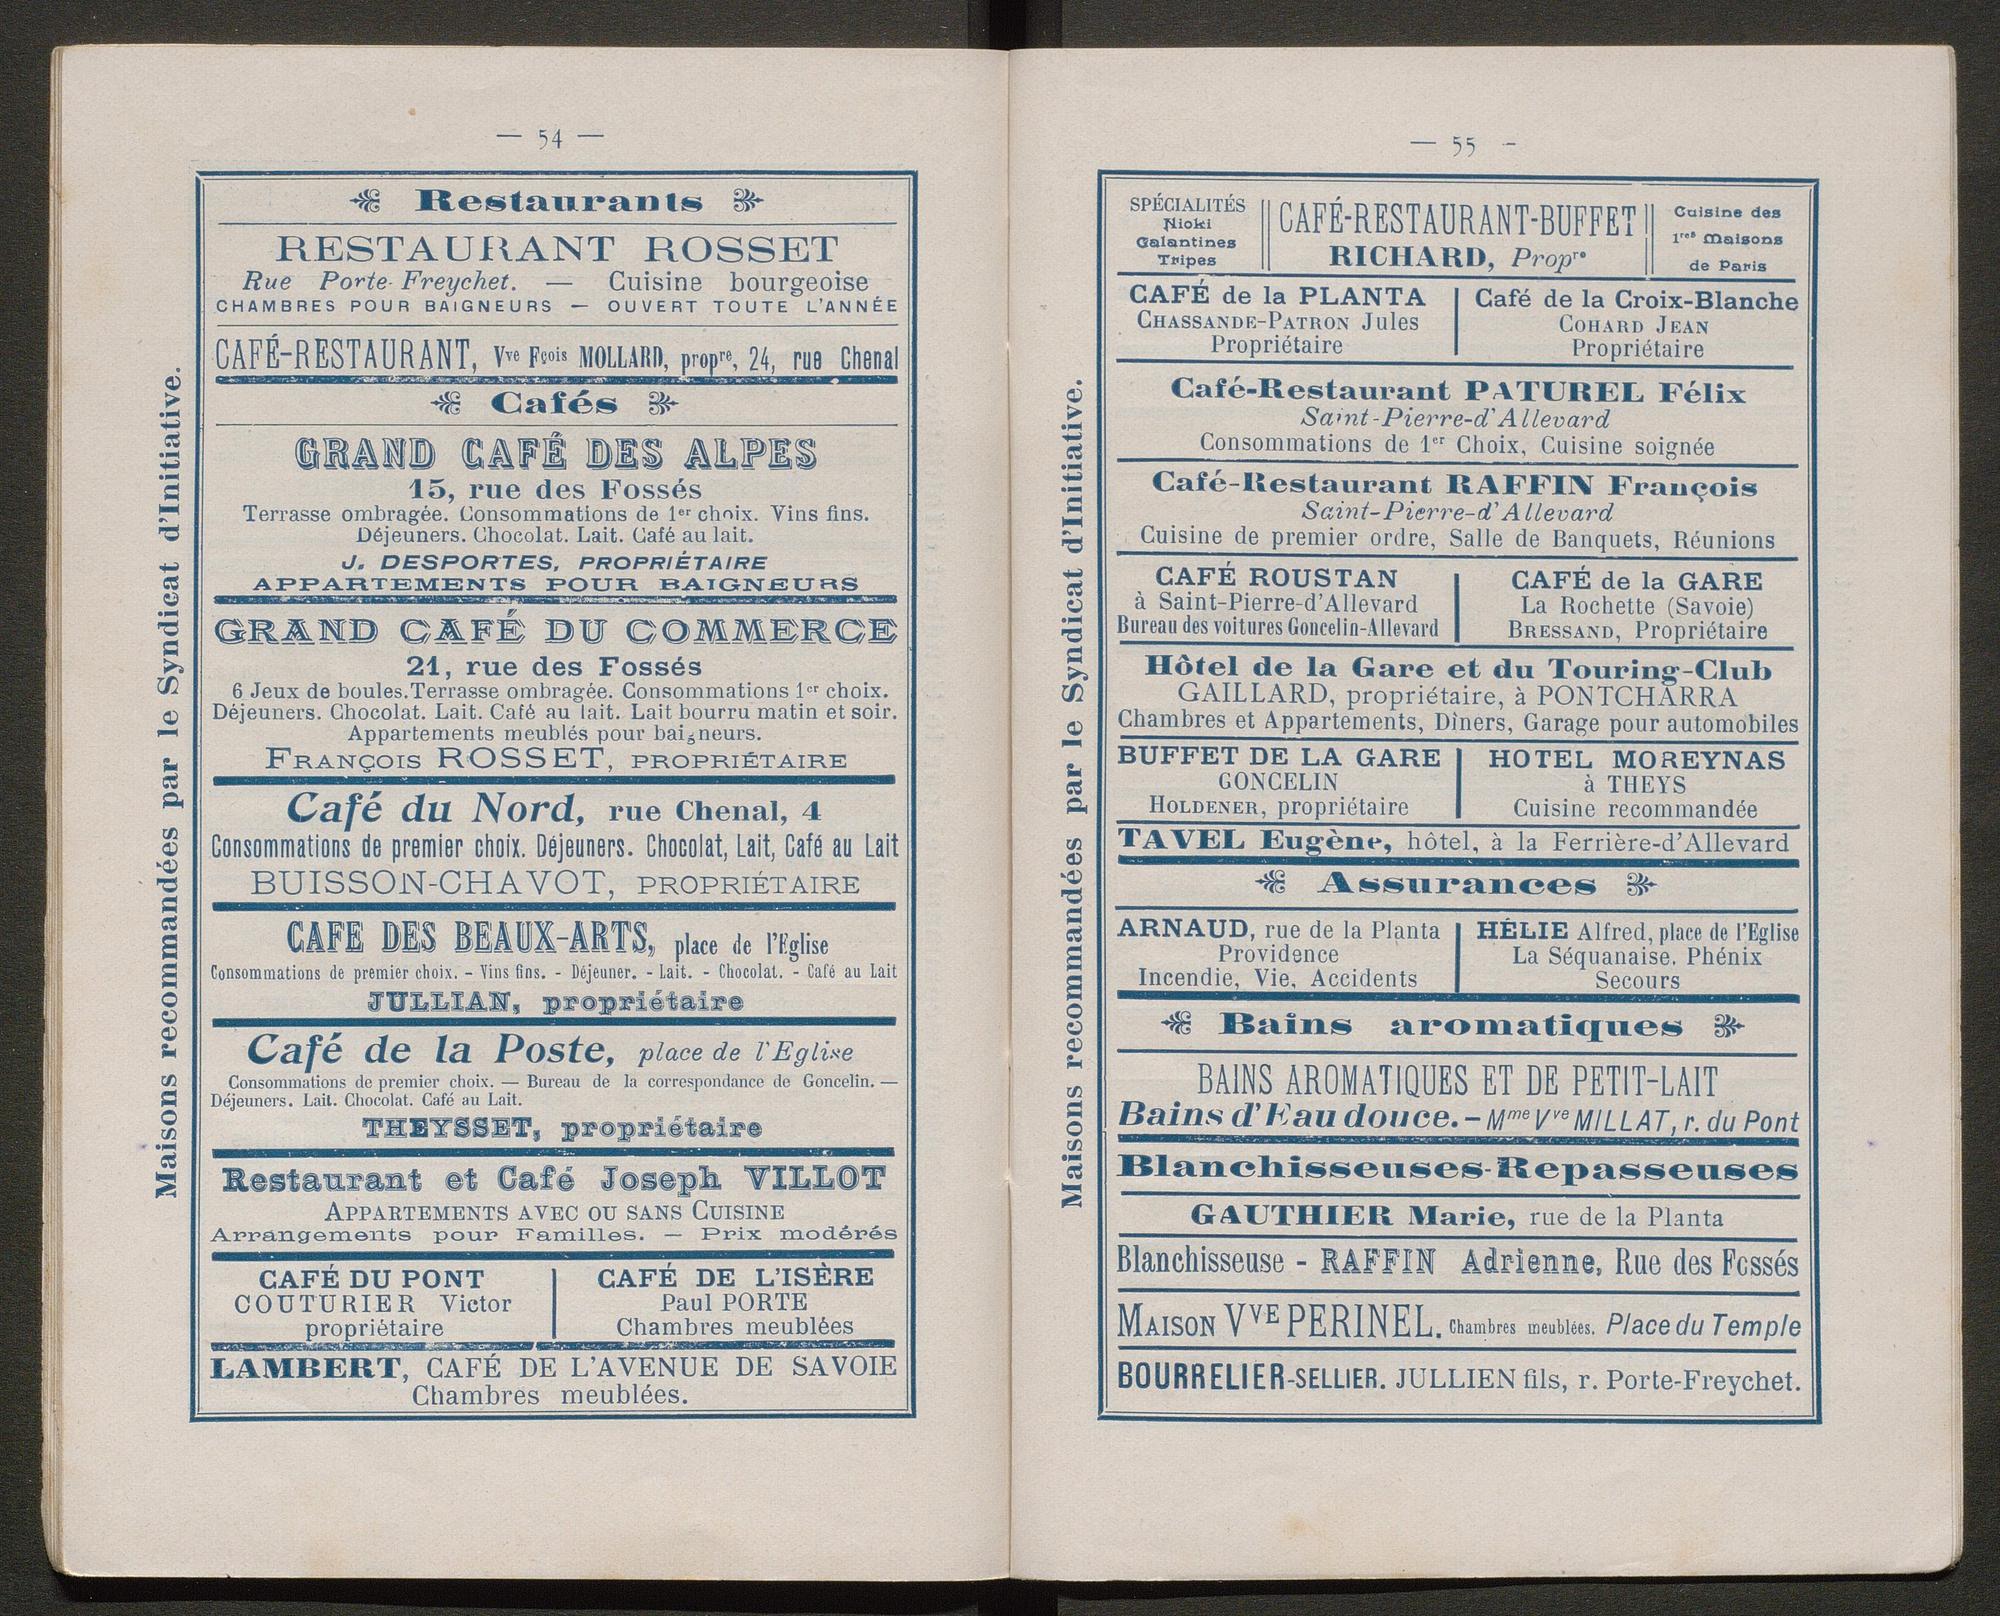 — 54 —
Maisons recommandées par le Syndicat d'Initiative.
Restaurants
RESTAURANT ROSSET
Rue Porte-Freychet. — Cuisine bourgeoise
CHAMBRES POUR BAIGNEURS — OUVERT TOUTE L'ANNÉE
CAFÉ-RESTAURANT, Vve Fçois MOLLARD, propre, 24, rue Chenal
Cafés
GRAND CAFÉ DES ALPES
15, rue des Fossés
Terrasse ombragée. Consommations de 1er choix. Vins fins.
Déjeuners. Chocolat. Lait. Café au lait.
J. DESPORTES, PROPRIÉTAIRE
APPARTEMENTS POUR BAIGNEURS
GRAND CAFÉ DU COMMERCE
21, rue des Fossés
6 Jeux de boules. Terrasse ombragée. Consommations 1er choix.
Déjeuners. Chocolat. Lait. Café au lait. Lait bourru matin et soir.
Appartements meublés pour baigneurs.
FRANÇOIS ROSSET, PROPRIÉTAIRE
Café du Nord, rue Chenal, 4
Consommations de premier choix. Déjeuners. Chocolat, Lait, Café au Lait
BUISSON-CHAVOT, PROPRIÉTAIRE
CAFE DES BEAUX-ARTS, place de l'Eglise
Consommations de premier choix. - Vins fins. - Déjeuner. - Lait. - Chocolat. - Café au Lait
JULLIAN, propriétaire
Café de la Poste, place de l'Eglise
Consommations de premier choix. — Bureau de la correspondance de Goncelin. —
Déjeuners. Lait. Chocolat. Café au Lait.
THEYSSET, propriétaire
Restaurant et Café Joseph VILLOT
APPARTEMENTS AVEC OU SANS CUISINE
Arrangements pour Familles. — Prix modérés
CAFÉ DU PONT
COUTURIER Victor
propriétaire
CAFÉ DE L'ISÈRE
Paul PORTE
Chambres meublées
LAMBERT, CAFÉ DE L'AVENUE DE SAVOIE
Chambres meublées.
— 55 -
Maisons recommandées par le Syndicat d'Initiative.
SPÉCIALITÉS
Nioki
Galantines
Tripes
CAFÉ-RESTAURANT-BUFFET
RICHARD, Propre
Cuisine des
1res Maisons
de Paris
CAFÉ de la PLANTA
CHASSANDE-PATRON Jules
Propriétaire
Café de la Croix-Blanche
COHARD JEAN
Propriétaire
Café-Restaurant PATUREL Félix
Saint-Pierre-d'Allevard
Consommations de 1er Choix, Cuisine soignée
Café-Restaurant RAFFIN François
Saint-Pierre-d'Allevard
Cuisine de premier ordre, Salle de Banquets, Réunions
CAFÉ ROUSTAN
à Saint-Pierre-d'Allevard
Bureau des voitures Goncelin-Allevard
CAFÉ de la GARE
La Rochette (Savoie)
BRESSAND, Propriétaire
Hôtel de la Gare et du Touring-Club
GAILLARD, propriétaire, à PONTCHARRA
Chambres et Appartements, Dîners, Garage pour automobiles
BUFFET DE LA GARE
GONCELIN
HOLDENER, propriétaire
HOTEL MOREYNAS
à THEYS
Cuisine recommandée
TAVEL Eugène, hôtel, à la Ferrière-d'Allevard
Assurances
ARNAUD, rue de la Planta
Providence
Incendie, Vie, Accidents
HÉLIE Alfred, place de l'Eglise
La Séquanaise. Phénix
Secours
Bains aromatiques
BAINS AROMATIQUES ET DE PETIT-LAIT
Bains d'Eau douce. — Mme Vve MILLAT, r. du Pont
Blanchisseuses-Repasseuses
GAUTHIER Marie, rue de la Planta
Blanchisseuse - RAFFIN Adrienne, Rue des Fossés
MAISON VVE PERINEL. Chambres meublées. Place du Temple
BOURRELIER-SELLIER. JULLIEN fils, r. Porte-Freychet.